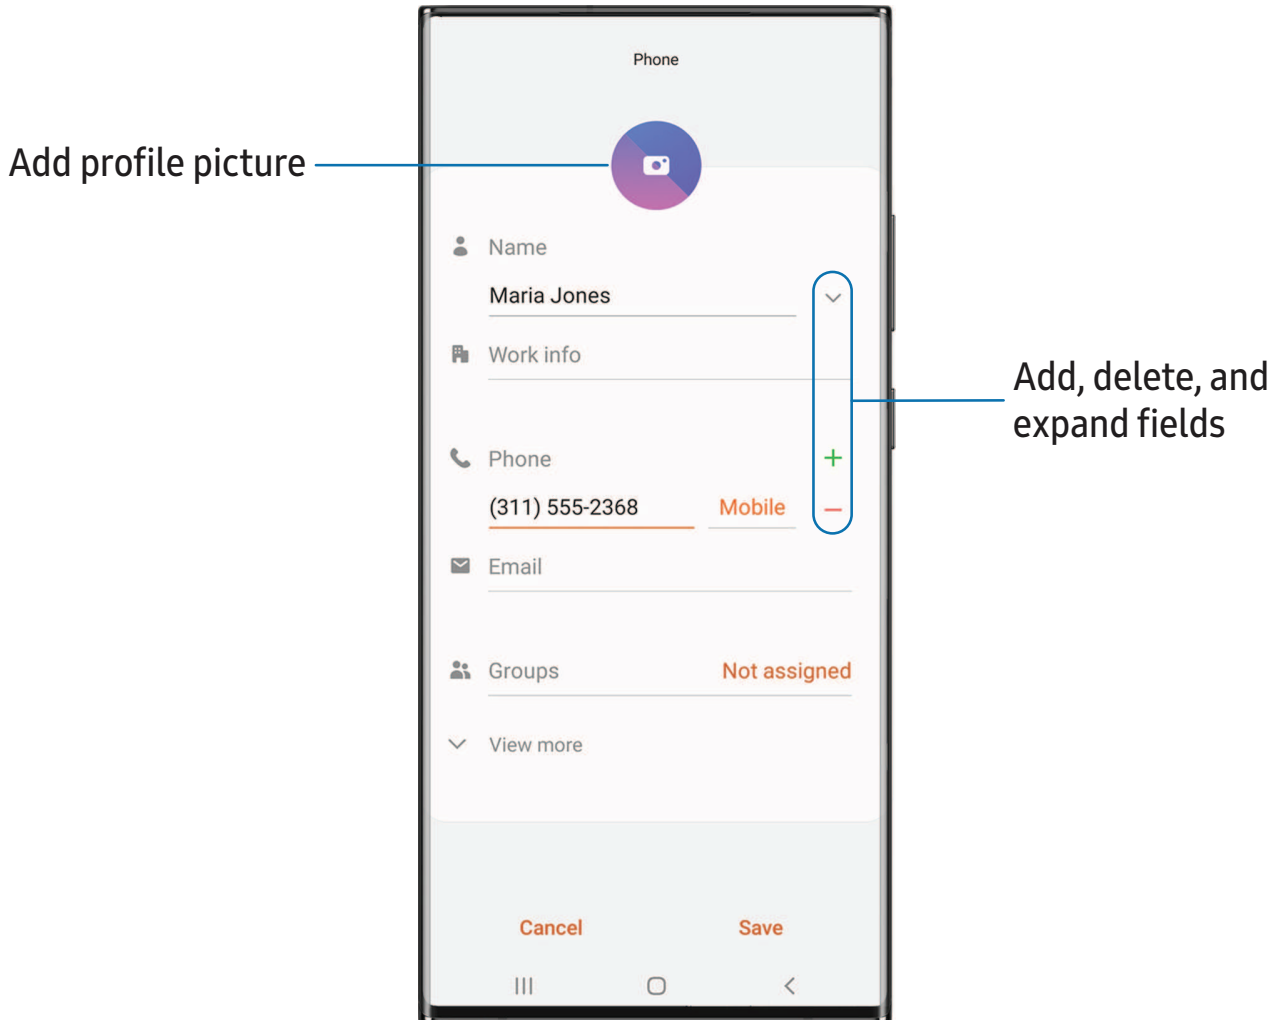 Phone
Add profile picture
Name
Maria Jones
Work info
Add, delete, and
expand fields
Phone
(311) 555-2368 Mobile
Email
Groups Not assigned
View more
Cancel Save